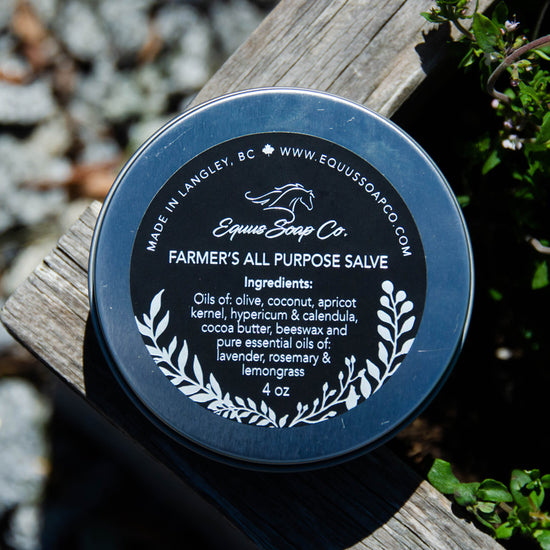 MADE IN LANGLEY, BC 🍁 WWW.EQUUSSOAPCO.COM
Equus Soap Co.
FARMER'S ALL PURPOSE SALVE
Ingredients:
Oils of: olive, coconut, apricot
kernel, hypericum & calendula,
cocoa butter, beeswax and
pure essential oils of:
lavender, rosemary &
lemongrass
4 oz